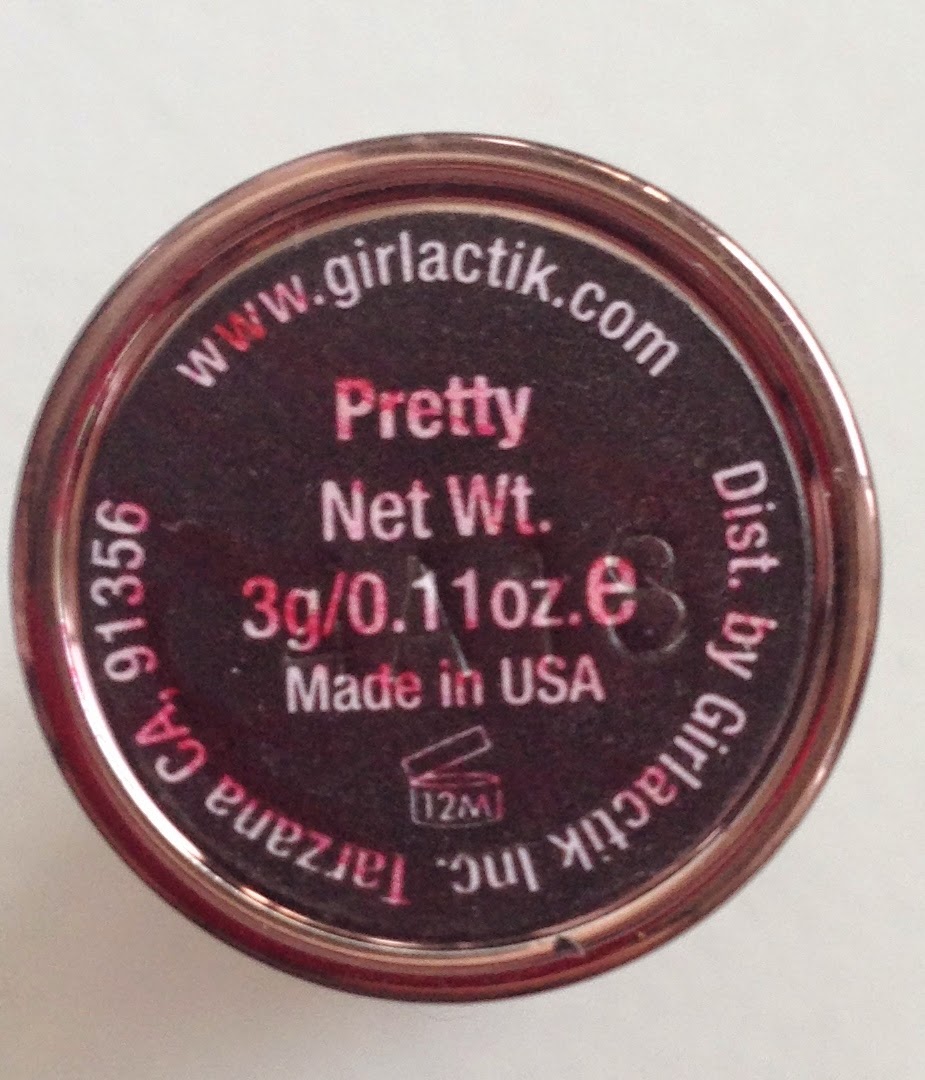 www.girlactik.com
Pretty
Net Wt.
3g/0.11oz.e
Made in USA
12M
Dist. by Girlactik Inc. Tarzana CA, 91356